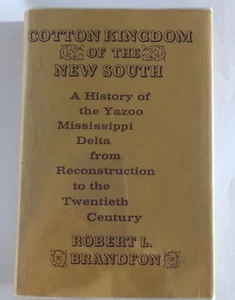 COTTON KINGDOM
OF THE
NEW SOUTH
A History of
the Yazoo
Mississippi
Delta
from
Reconstruction
to the
Twentieth
Century
ROBERT L.
BRANDFON